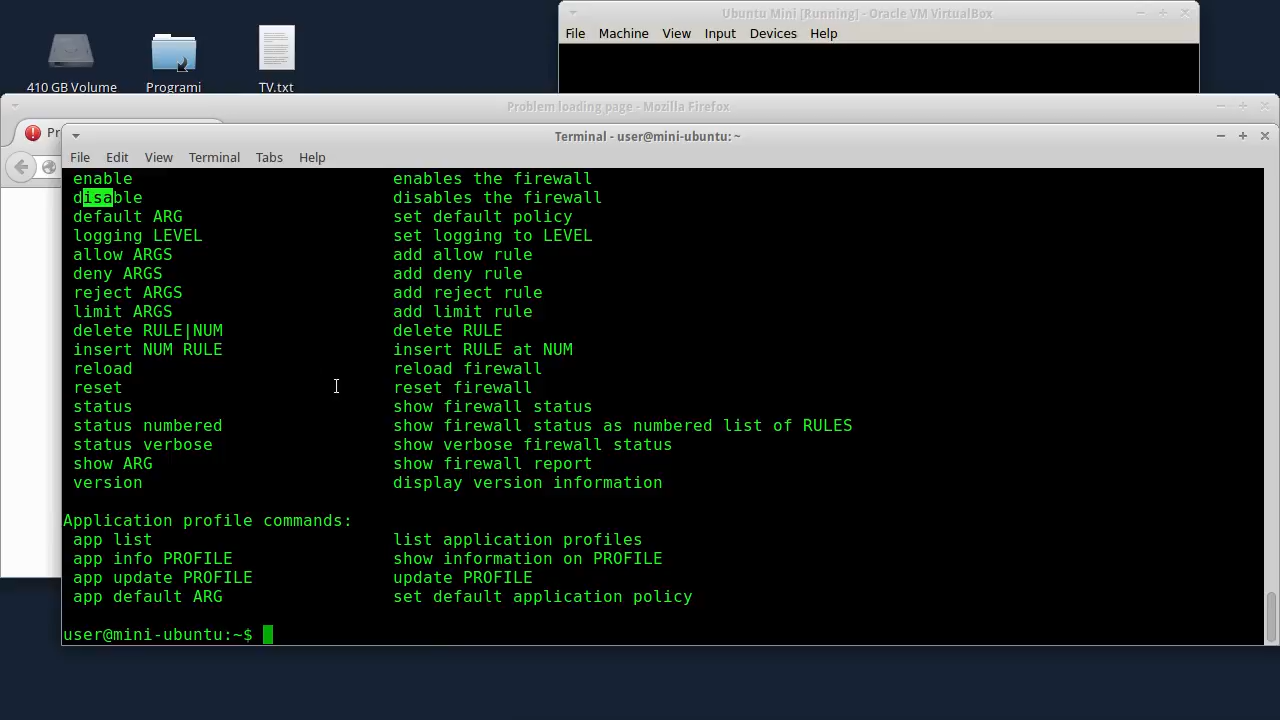 Ubuntu Mini [Running] - Oracle VM VirtualBox
File Machine View Input Devices Help
410 GB Volume
Programi
TV.txt
Problem loading page - Mozilla Firefox
Pr
Terminal - user@mini-ubuntu: ~
File Edit View Terminal Tabs Help
enable enables the firewall
disable disables the firewall
default ARG set default policy
logging LEVEL set logging to LEVEL
allow ARGS add allow rule
deny ARGS add deny rule
reject ARGS add reject rule
limit ARGS add limit rule
delete RULE|NUM delete RULE
insert NUM RULE insert RULE at NUM
reload reload firewall
reset reset firewall
status show firewall status
status numbered show firewall status as numbered list of RULES
status verbose show verbose firewall status
show ARG show firewall report
version display version information
Application profile commands:
app list list application profiles
app info PROFILE show information on PROFILE
app update PROFILE update PROFILE
app default ARG set default application policy
user@mini-ubuntu:~$